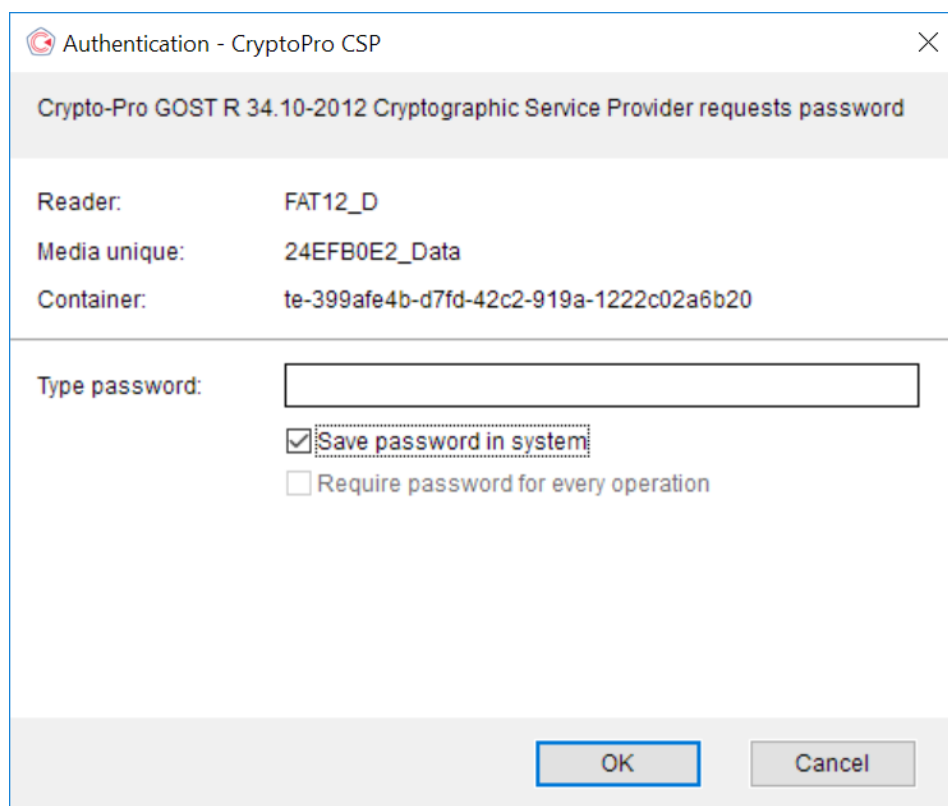 Authentication - CryptoPro CSP
Crypto-Pro GOST R 34.10-2012 Cryptographic Service Provider requests password
Reader: FAT12_D
Media unique: 24EFB0E2_Data
Container: te-399afe4b-d7fd-42c2-919a-1222c02a6b20
Type password:
Save password in system
Require password for every operation
OK Cancel